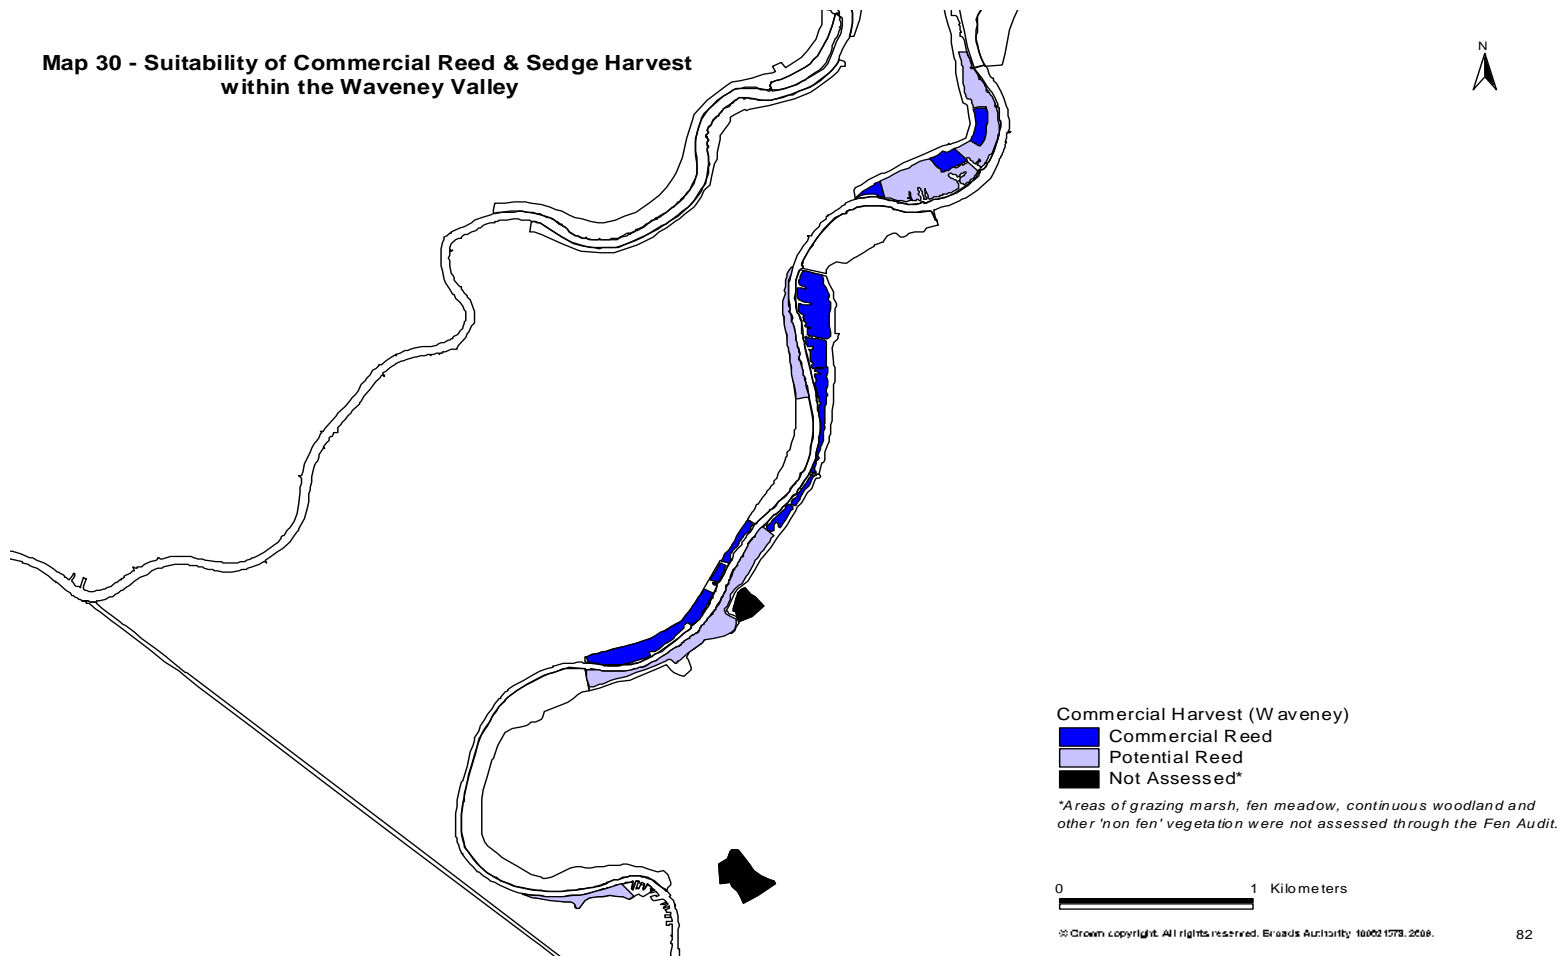 Map 30 - Suitability of Commercial Reed & Sedge Harvest
within the Waveney Valley
N
Commercial Harvest (Waveney)
Commercial Reed
Potential Reed
Not Assessed*
*Areas of grazing marsh, fen meadow, continuous woodland and
other 'non fen' vegetation were not assessed through the Fen Audit.
0 1 Kilometers
© Crown copyright. All rights reserved. Broads Authority
82